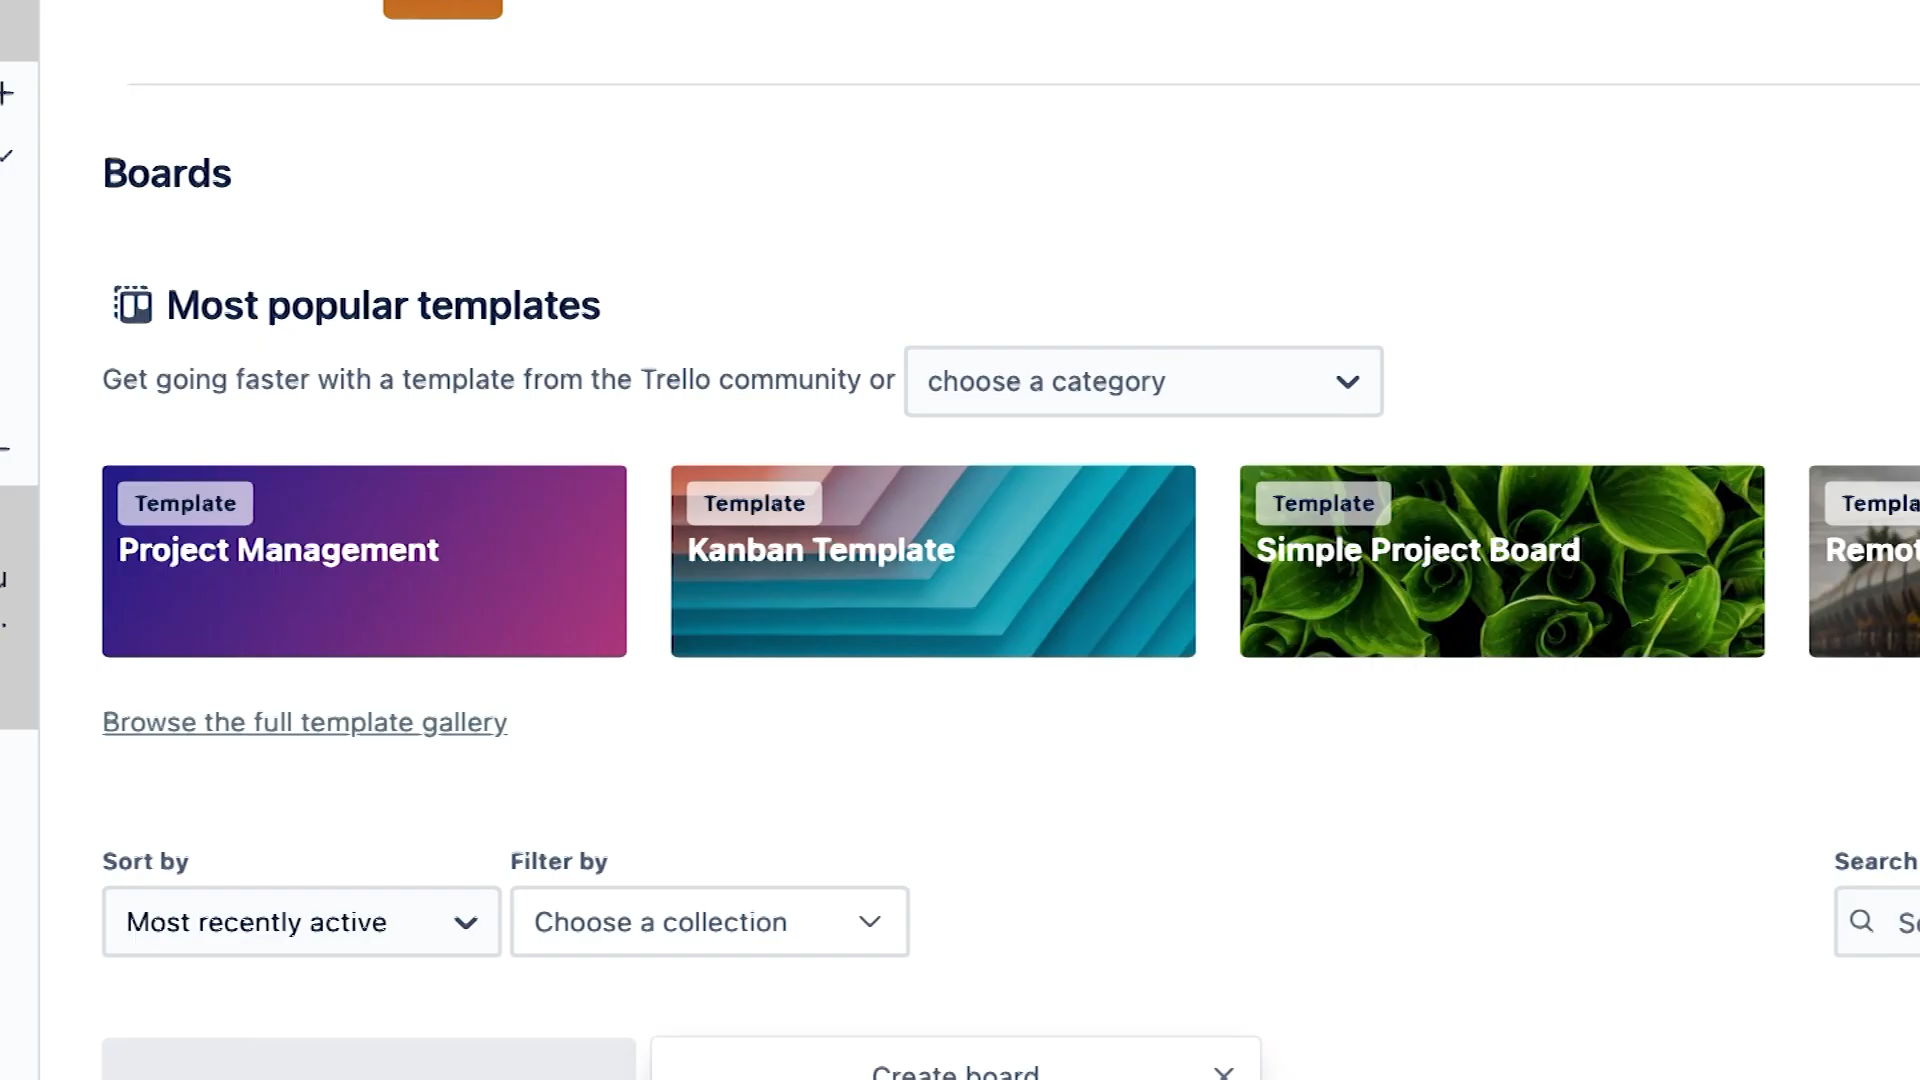 Boards
Most popular templates
Get going faster with a template from the Trello community or choose a category
Template
Project Management
Template
Kanban Template
Template
Simple Project Board
Browse the full template gallery
Sort by
Filter by
Search
Most recently active
Choose a collection
Create board